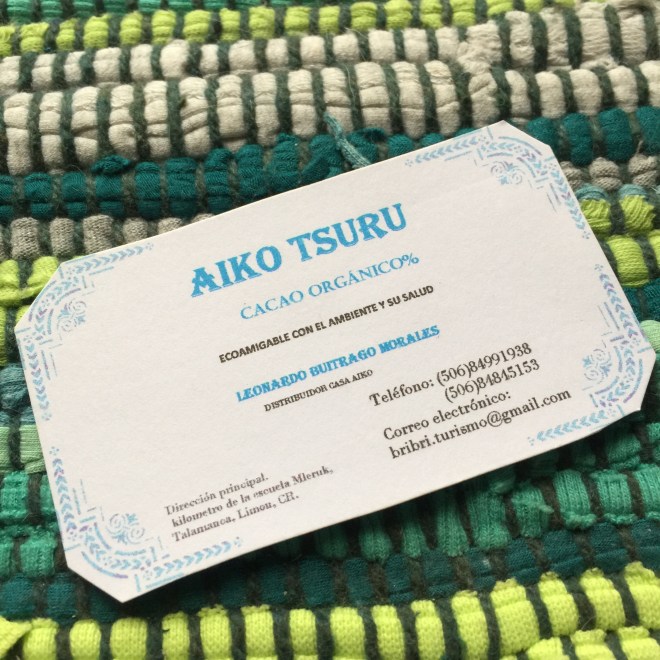 AIKO TSURU
CACAO ORGÁNICO%
ECOAMIGABLE CON EL AMBIENTE Y SU SALUD
LEONARDO BUITRAGO MORALES
DISTRIBUIDOR CASA AIKO
Teléfono: (506)84991938
(506)84845153
Correo electrónico:
bribri.turismo@gmail.com
Dirección principal.
kilometro de la escuela Mleruk,
Talamanca, Limon, CR.